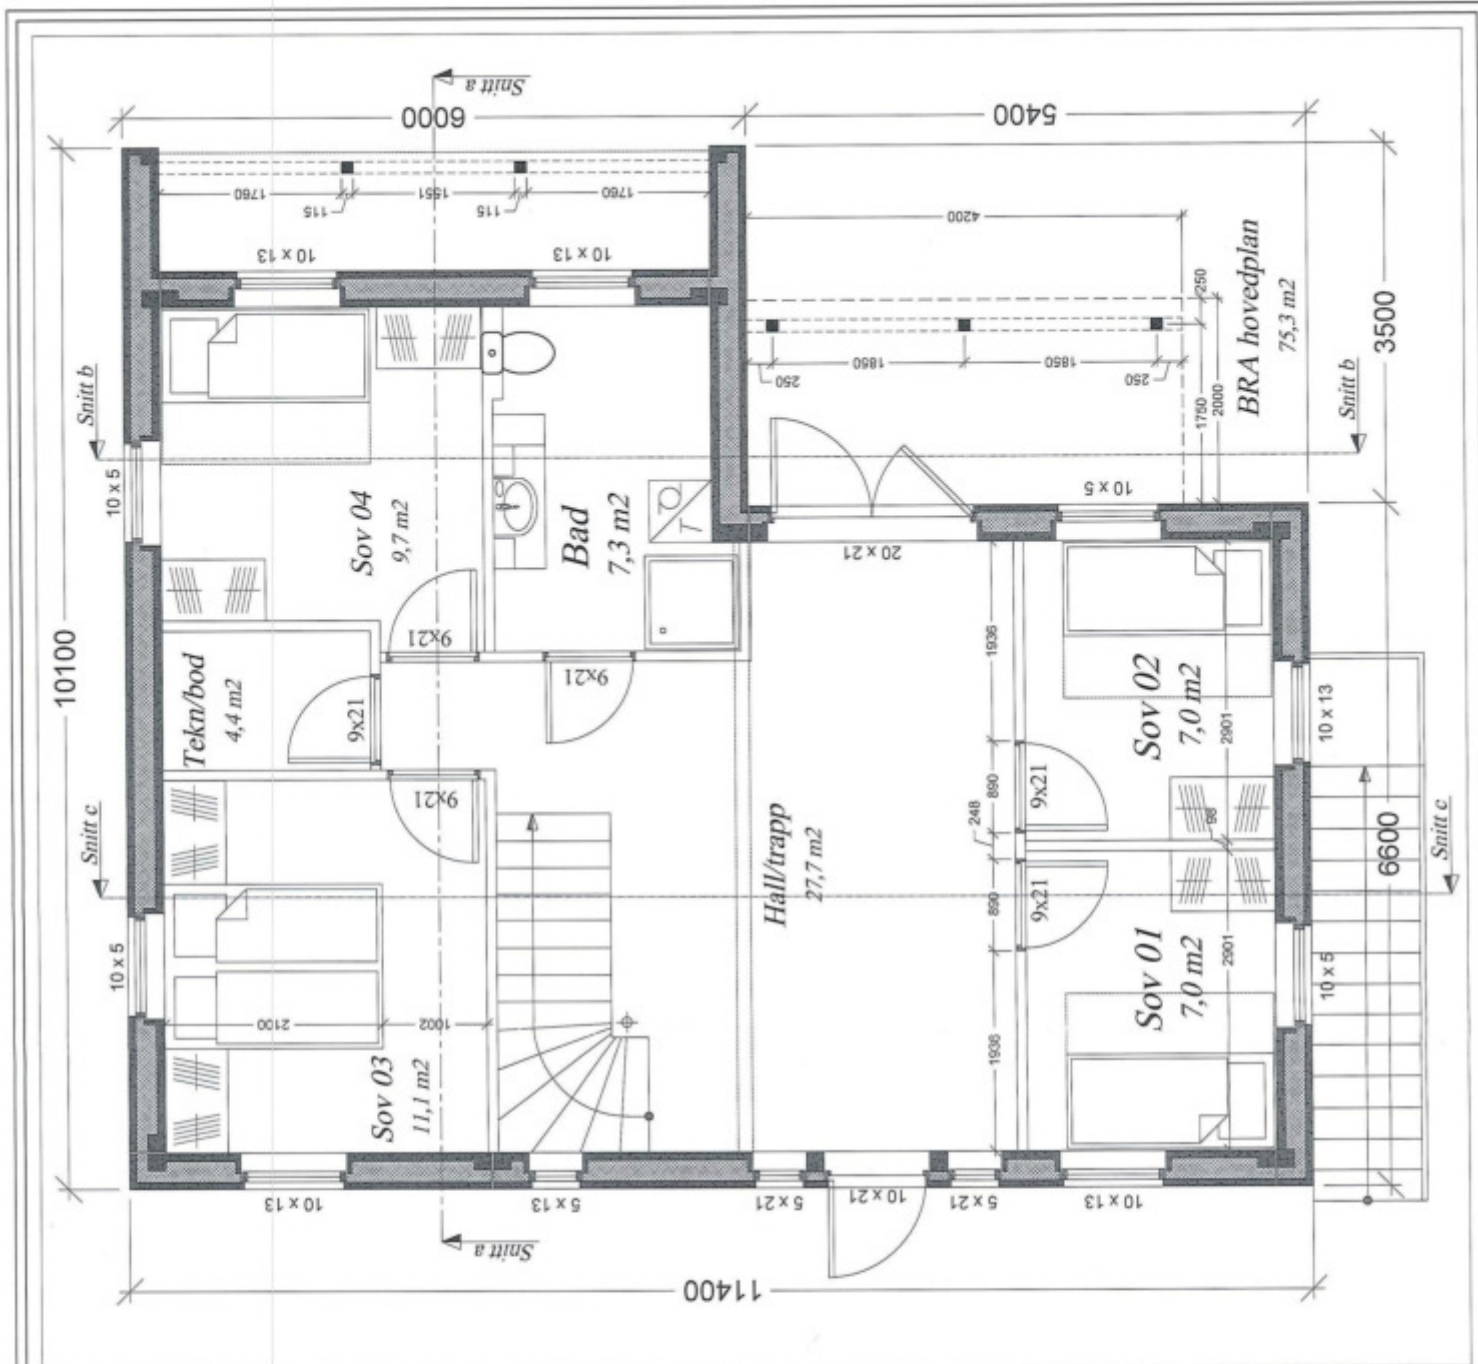 Snitt a
6000
5400
1760
115
1551
115
1760
10 x 13
10 x 13
4200
10100
Snitt b
10 x 5
Sov 04
9,7 m2
Bad
7,3 m2
T
9x21
9x21
Tekn/bod
4,4 m2
9x21
9x21
250
1850
1850
250
250
1750
2000
BRA hovedplan
75,3 m2
3500
Snitt b
20 x 21
10 x 5
1936
890
248
890
1936
Sov 02
7,0 m2
2901
9x21
98
10 x 13
Snitt c
10 x 5
2100
1002
Sov 03
11,1 m2
Hall/trapp
27,7 m2
9x21
Sov 01
7,0 m2
2901
10 x 5
6600
Snitt c
10 x 13
5 x 13
5 x 21
10 x 21
5 x 21
10 x 13
Snitt a
11400